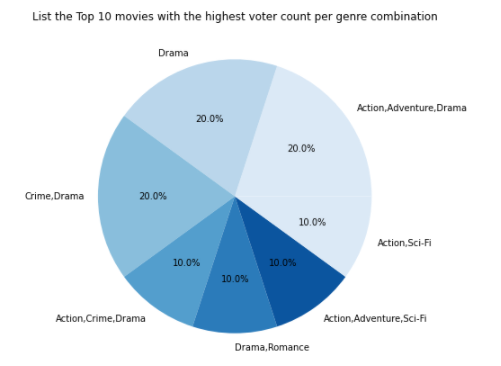 List the Top 10 movies with the highest voter count per genre combination
Drama
Action,Adventure,Drama
20.0%
20.0%
Crime,Drama
20.0%
10.0%
Action,Sci-Fi
10.0%
10.0%
10.0%
Action,Crime,Drama
Action,Adventure,Sci-Fi
Drama,Romance